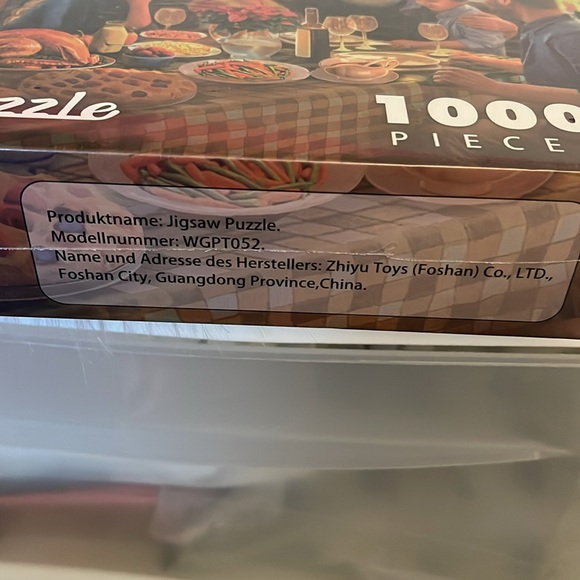 zzle
1000
PIECE
Produktname: Jigsaw Puzzle.
Modellnummer: WGPT052.
Name und Adresse des Herstellers: Zhiyu Toys (Foshan) Co., LTD.,
Foshan City, Guangdong Province,China.